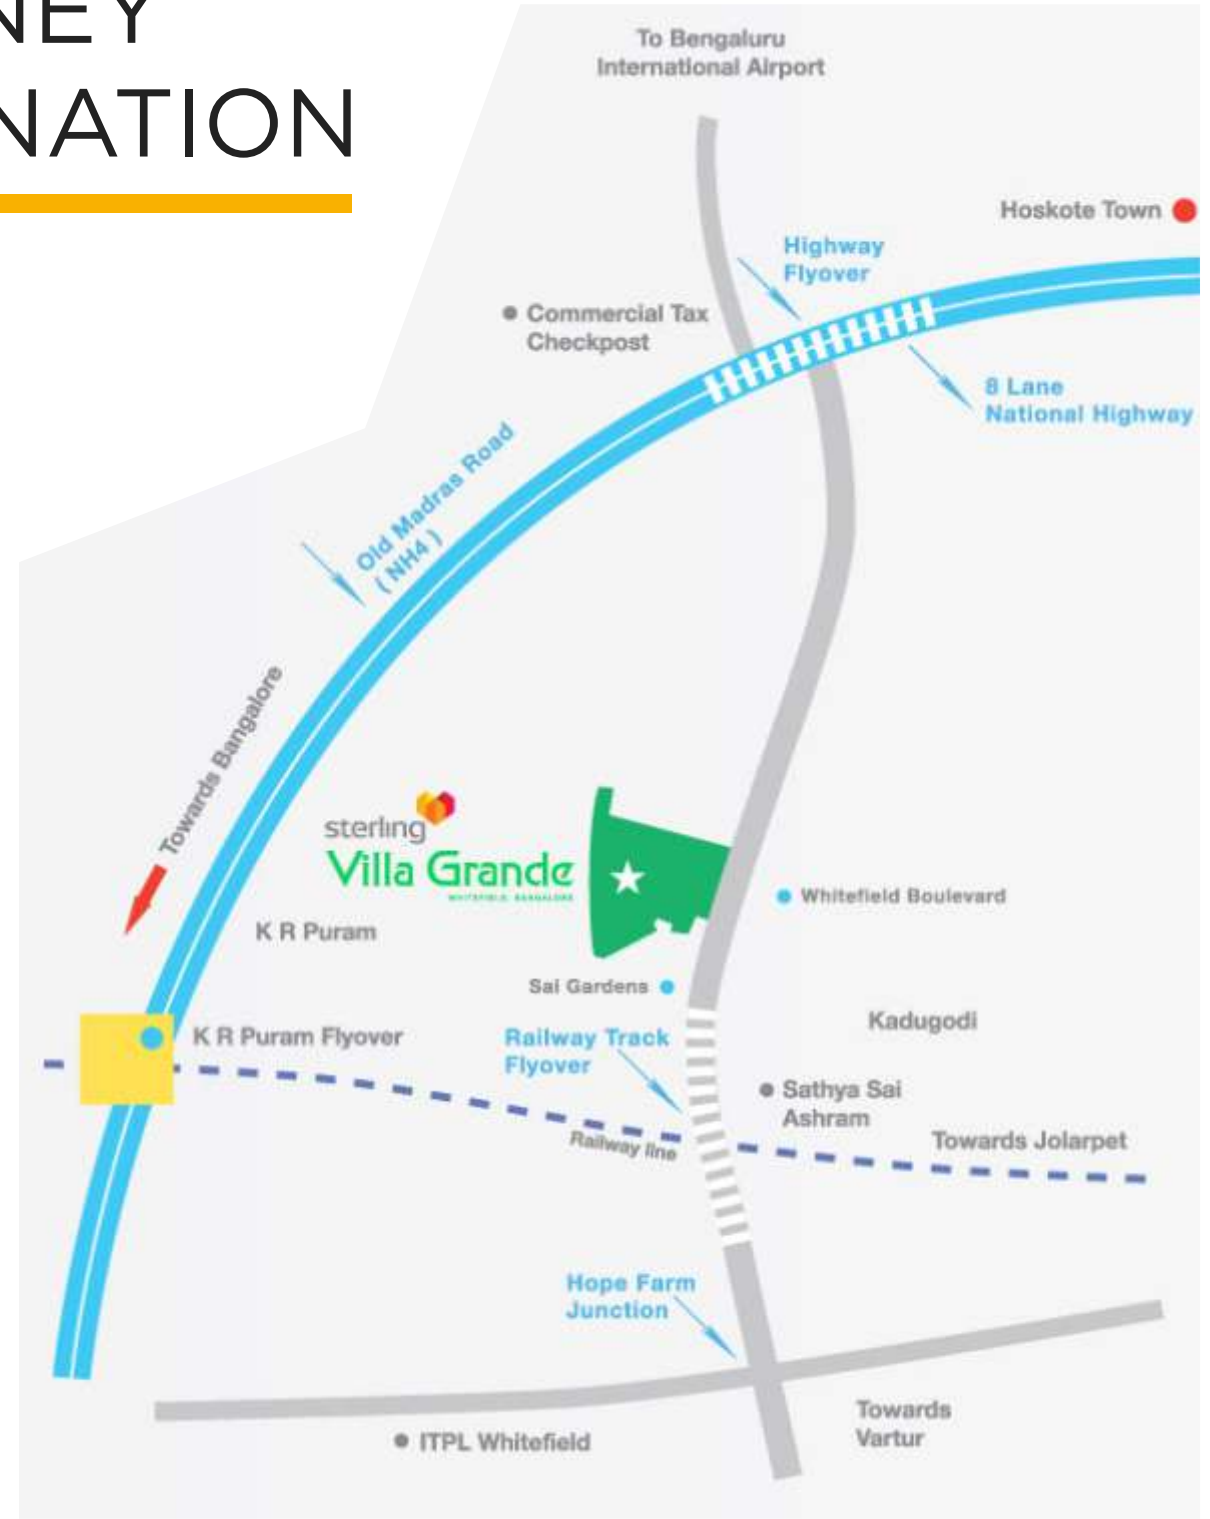 NEY
NATION
To Bengaluru
International Airport
Hoskote Town
Highway
Flyover
Commercial Tax
Checkpost
8 Lane
National Highway
Old Madras Road
( NH4 )
Towards Bangalore
sterling
Villa Grande
WHITEFIELD, BANGALORE
Whitefield Boulevard
K R Puram
Sai Gardens
Kadugodi
K R Puram Flyover
Railway Track
Flyover
Sathya Sai
Ashram
Railway line
Towards Jolarpet
Hope Farm
Junction
Towards
Vartur
ITPL Whitefield